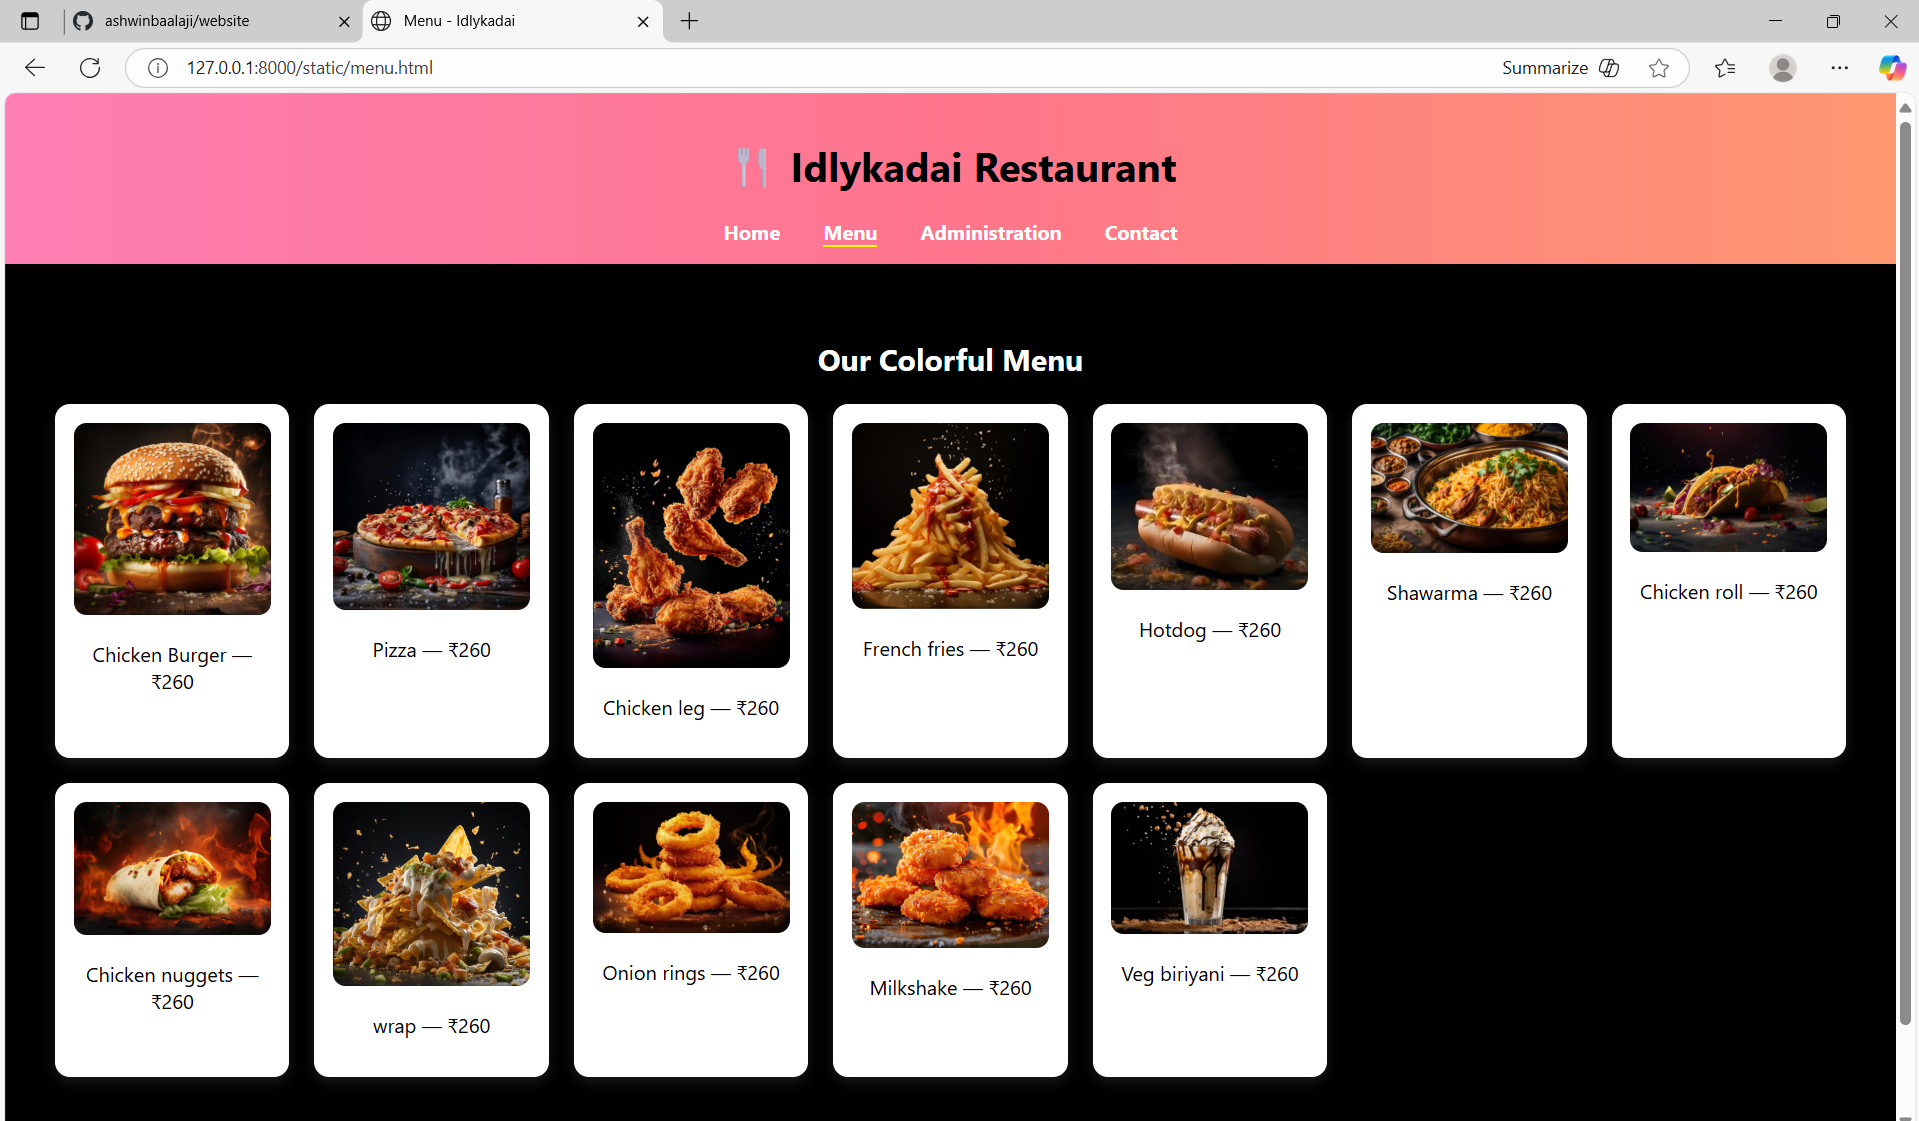 ashwinbaalaji/website
Menu - Idlykadai
127.0.0.1:8000/static/menu.html
Summarize
Idlykadai Restaurant
Home Menu Administration Contact
Our Colorful Menu
Chicken Burger —
₹260
Pizza — ₹260
Chicken leg — ₹260
French fries — ₹260
Hotdog — ₹260
Shawarma — ₹260
Chicken roll — ₹260
Chicken nuggets —
₹260
wrap — ₹260
Onion rings — ₹260
Milkshake — ₹260
Veg biriyani — ₹260